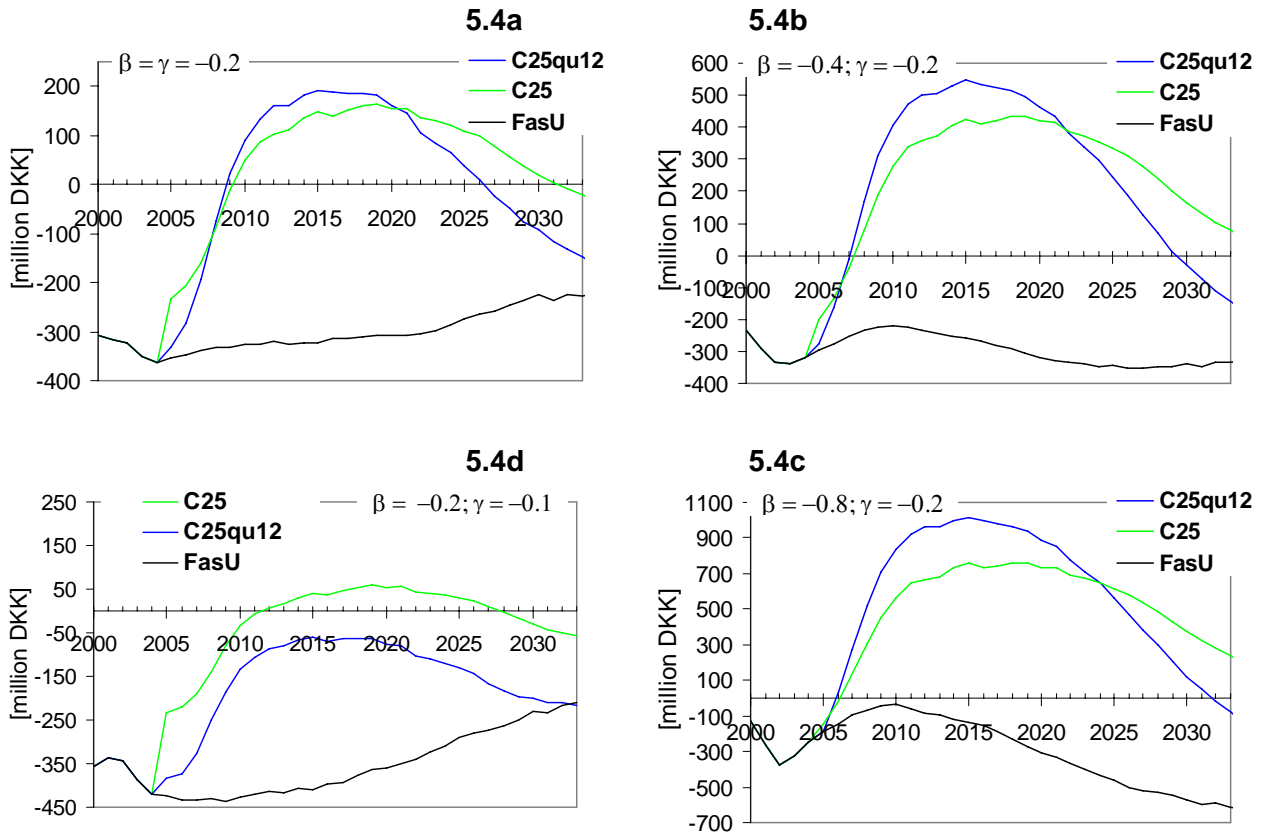 5.4a
β = γ = −0.2
C25qu12
C25
FasU
[million DKK]
200
100
0
-100
-200
-300
-400
2000 2005 2010 2015 2020 2025 2030
5.4b
β = −0.4; γ = −0.2
C25qu12
C25
FasU
[million DKK]
600
500
400
300
200
100
0
-100
-200
-300
-400
2000 2005 2010 2015 2020 2025 2030
5.4d
C25
C25qu12
FasU
β = −0.2; γ = −0.1
[million DKK]
250
150
50
-50
-150
-250
-350
-450
2000 2005 2010 2015 2020 2025 2030
5.4c
β = −0.8; γ = −0.2
C25qu12
C25
FasU
[million DKK]
1100
900
700
500
300
100
-100
-300
-500
-700
2000 2005 2010 2015 2020 2025 2030